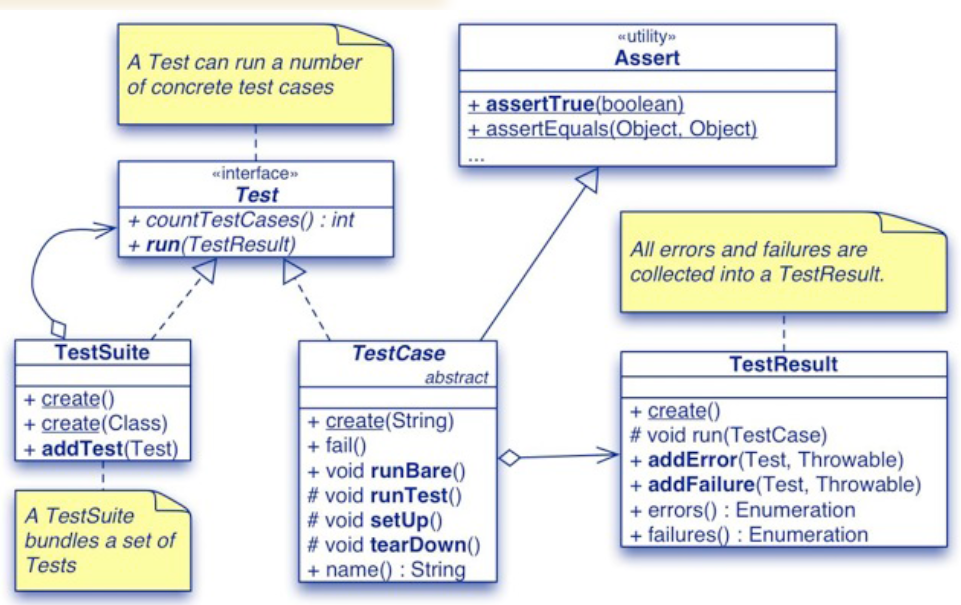 A Test can run a number
of concrete test cases
«utility»
Assert
+ assertTrue(boolean)
+ assertEquals(Object, Object)
...
«interface»
Test
+ countTestCases() : int
+ run(TestResult)
All errors and failures are
collected into a TestResult.
TestSuite
+ create()
+ create(Class)
+ addTest(Test)
A TestSuite
bundles a set of
Tests
TestCase
abstract
+ create(String)
+ fail()
+ void runBare()
# void runTest()
# void setUp()
# void tearDown()
+ name() : String
TestResult
+ create()
# void run(TestCase)
+ addError(Test, Throwable)
+ addFailure(Test, Throwable)
+ errors() : Enumeration
+ failures() : Enumeration